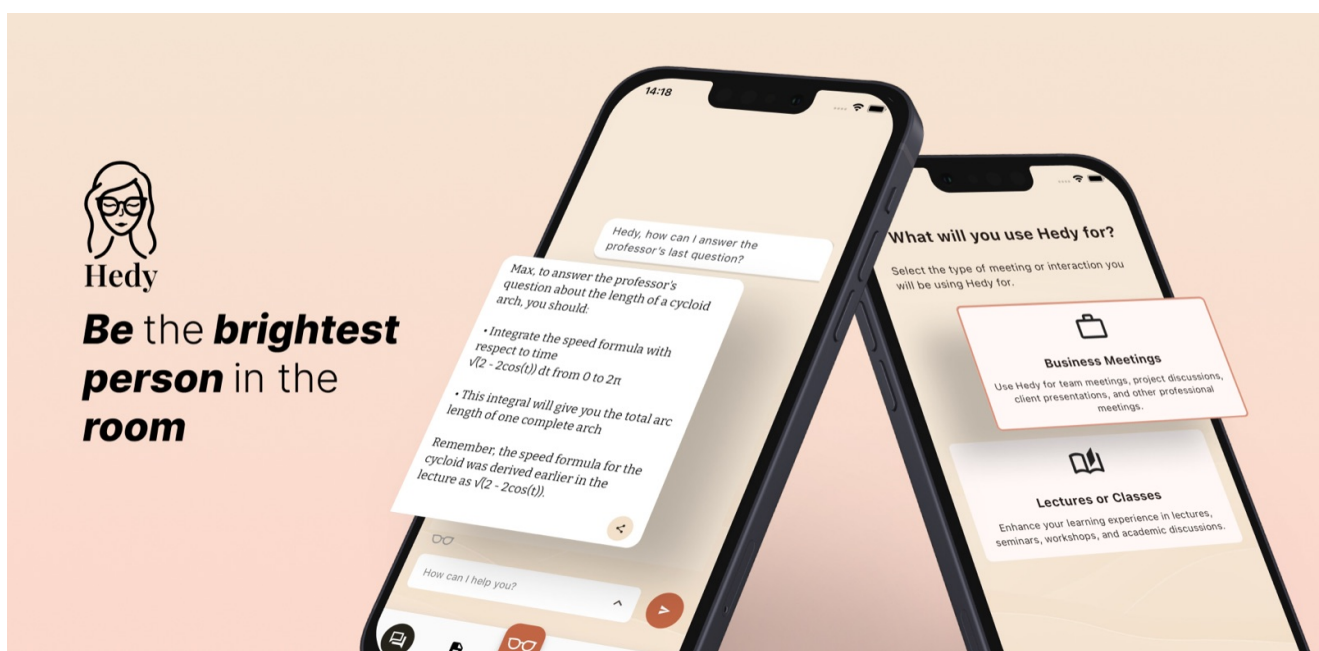 Hedy
Be the brightest
person in the
room
14:18
Hedy, how can I answer the
professor's last question?
Max, to answer the professor's
question about the length of a cycloid
arch, you should:
• Integrate the speed formula with
respect to time
√(2 - 2cos(t)) dt from 0 to 2π
• This integral will give you the total arc
length of one complete arch
Remember, the speed formula for the
cycloid was derived earlier in the
lecture as √(2 - 2cos(t)).
How can I help you?
What will you use Hedy for?
Select the type of meeting or interaction you
will be using Hedy for.
Business Meetings
Use Hedy for team meetings, project discussions,
client presentations, and other professional
meetings.
Lectures or Classes
Enhance your learning experience in lectures,
seminars, workshops, and academic discussions.